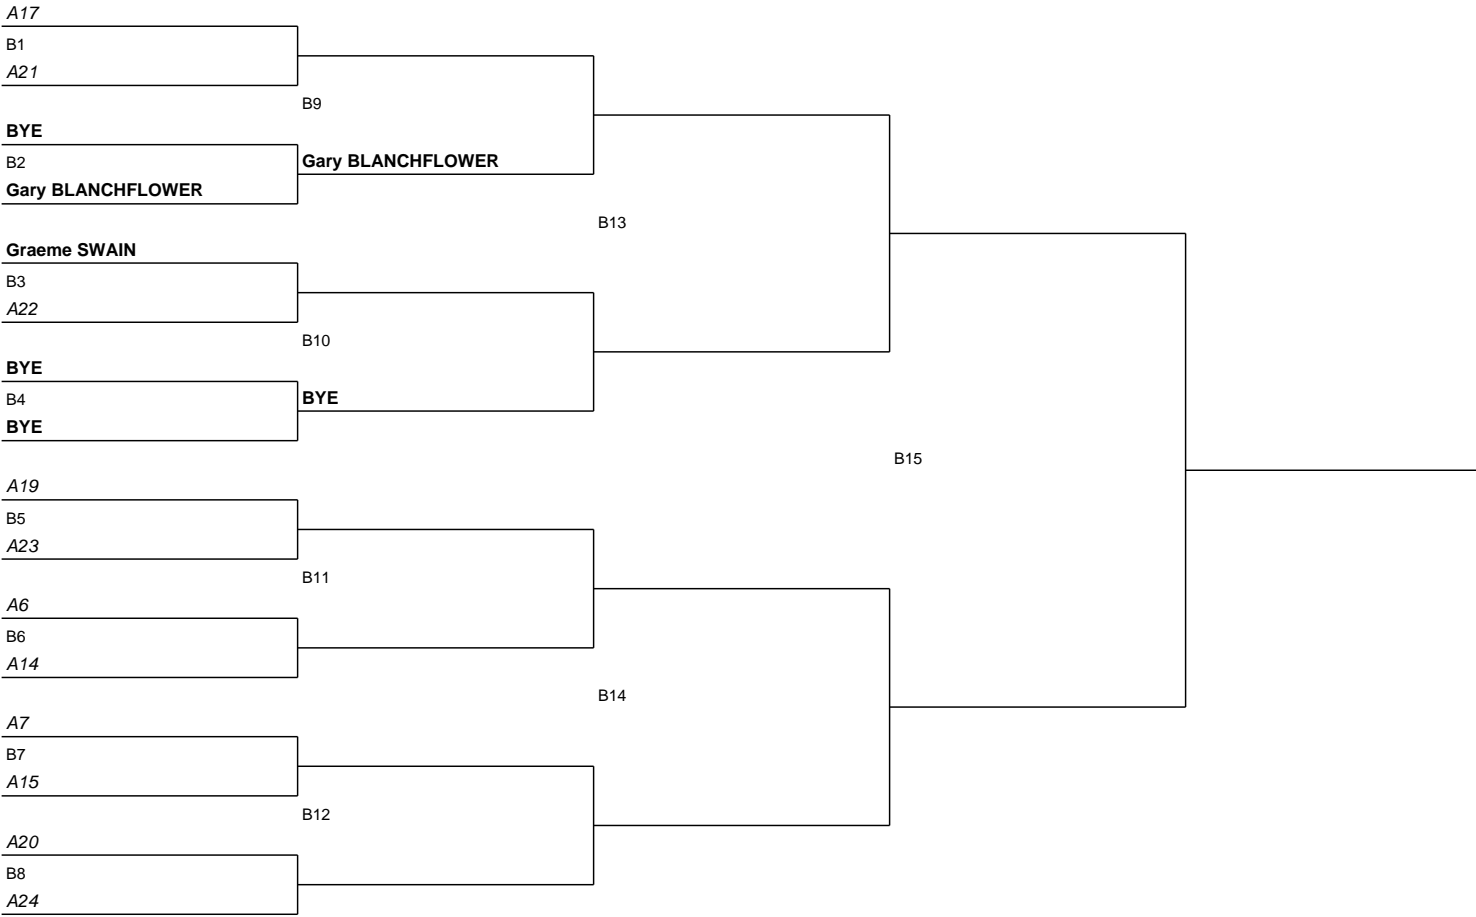 A17
B1
A21
B9
BYE
B2
Gary BLANCHFLOWER
Gary BLANCHFLOWER
B13
Graeme SWAIN
B3
A22
B10
BYE
B4
BYE
BYE
B15
A19
B5
A23
B11
A6
B6
A14
B14
A7
B7
A15
B12
A20
B8
A24